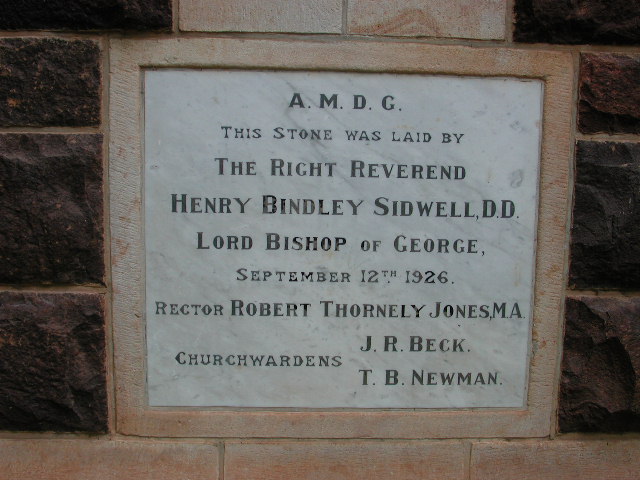 A. M. D. G.
THIS STONE WAS LAID BY
THE RIGHT REVEREND
HENRY BINDLEY SIDWELL, D.D.
LORD BISHOP OF GEORGE,
SEPTEMBER 12TH. 1926.
RECTOR ROBERT THORNELY JONES, M.A.
CHURCHWARDENS J. R. BECK.
T. B. NEWMAN.